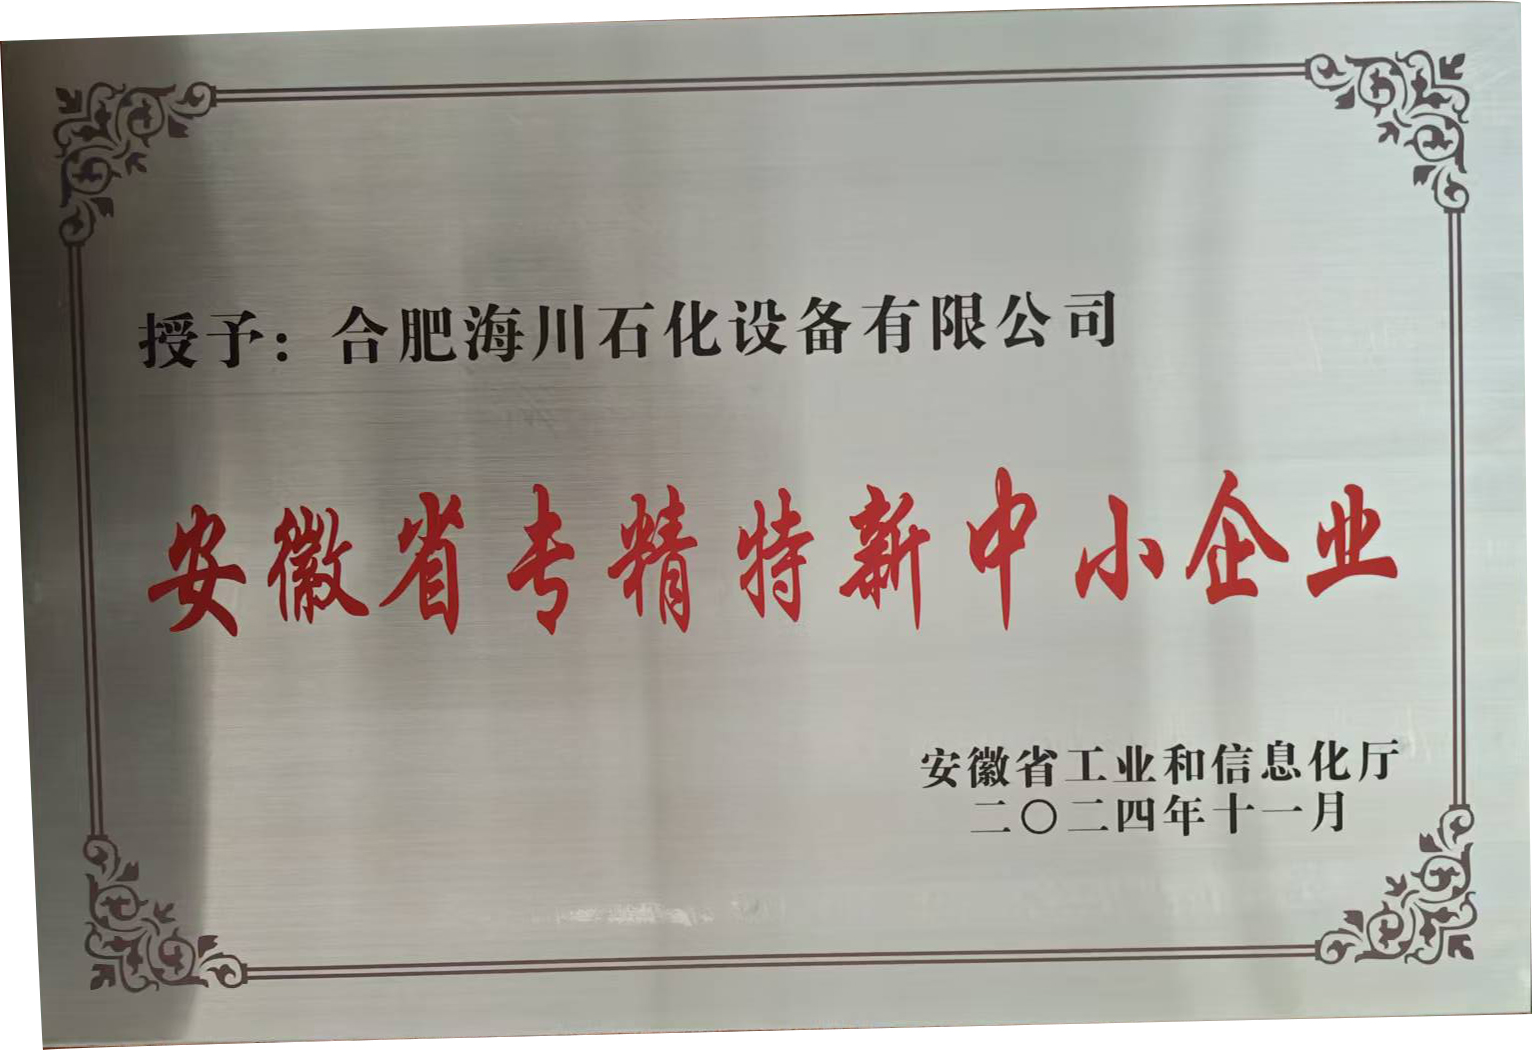 授予：合肥海川石化设备有限公司
安徽省专精特新中小企业
安徽省工业和信息化厅
二〇二四年十一月